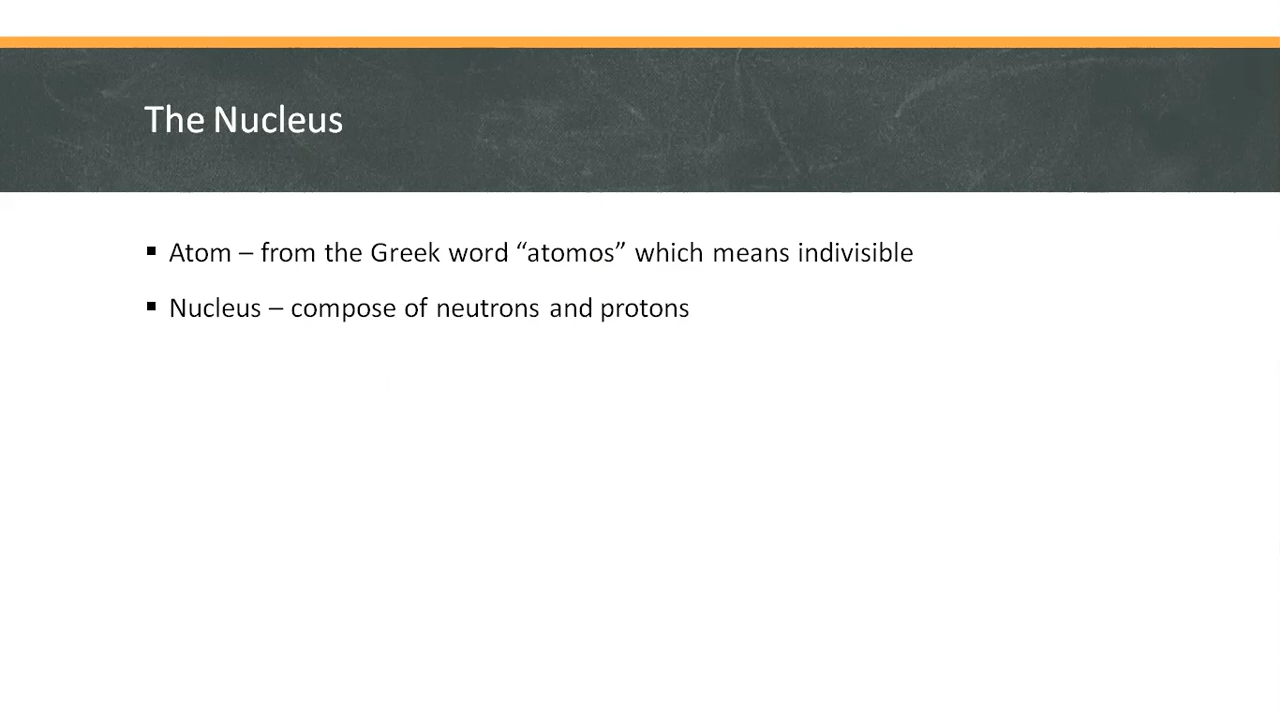 The Nucleus
▪ Atom – from the Greek word “atomos” which means indivisible
▪ Nucleus – compose of neutrons and protons